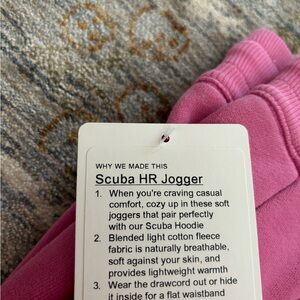 WHY WE MADE THIS
Scuba HR Jogger
1. When you're craving casual
comfort, cozy up in these soft
joggers that pair perfectly
with our Scuba Hoodie
2. Blended light cotton fleece
fabric is naturally breathable,
soft against your skin, and
provides lightweight warmth
3. Wear the drawcord out or hide
it inside for a flat waistband